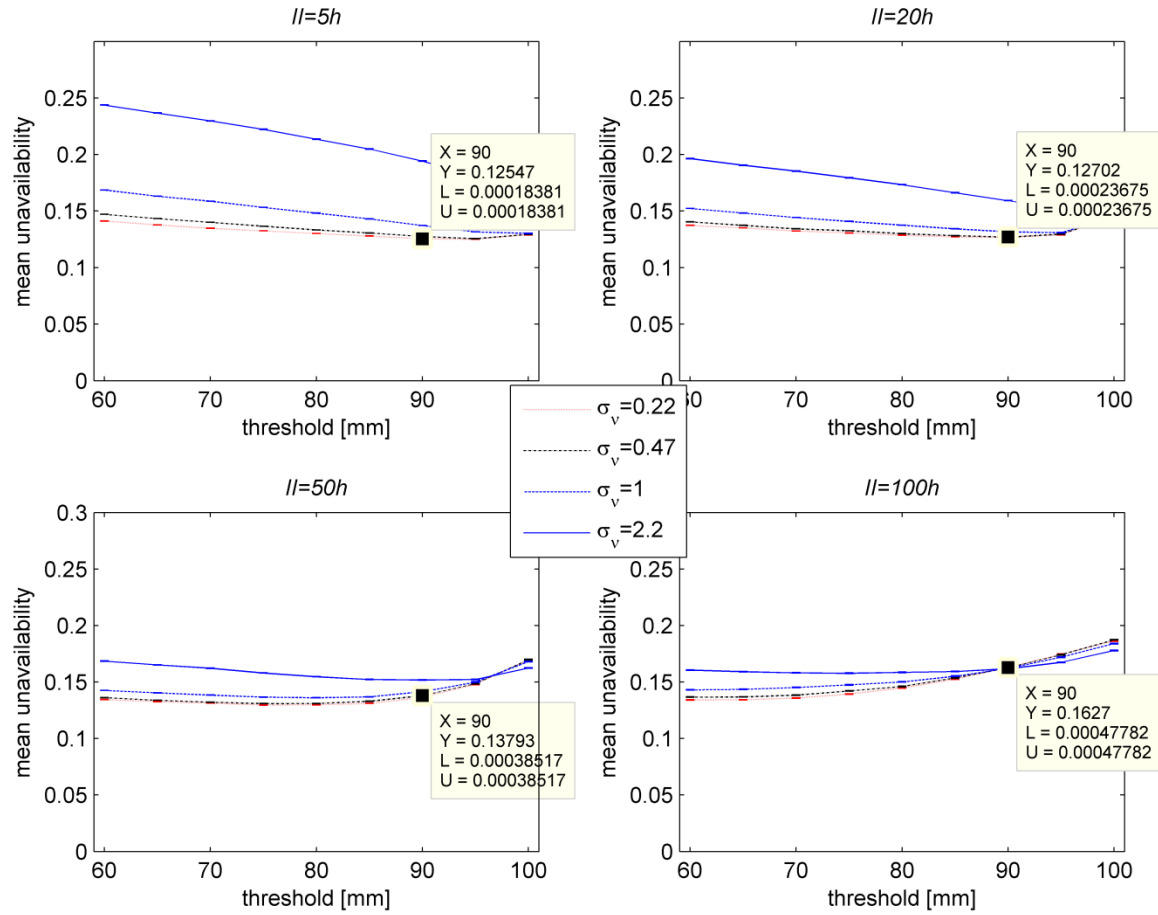 II=5h
mean unavailability
0.25
0.2
0.15
0.1
0.05
0
60 70 80 90 100
threshold [mm]
X = 90
Y = 0.12547
L = 0.00018381
U = 0.00018381
II=20h
mean unavailability
0.25
0.2
0.15
0.1
0.05
0
60 70 80 90 100
threshold [mm]
X = 90
Y = 0.12702
L = 0.00023675
U = 0.00023675
σν=0.22
σν=0.47
σν=1
σν=2.2
II=50h
mean unavailability
0.3
0.25
0.2
0.15
0.1
0.05
0
60 70 80 90 100
threshold [mm]
X = 90
Y = 0.13793
L = 0.00038517
U = 0.00038517
II=100h
mean unavailability
0.25
0.2
0.15
0.1
0.05
0
60 70 80 90 100
threshold [mm]
X = 90
Y = 0.1627
L = 0.00047782
U = 0.00047782